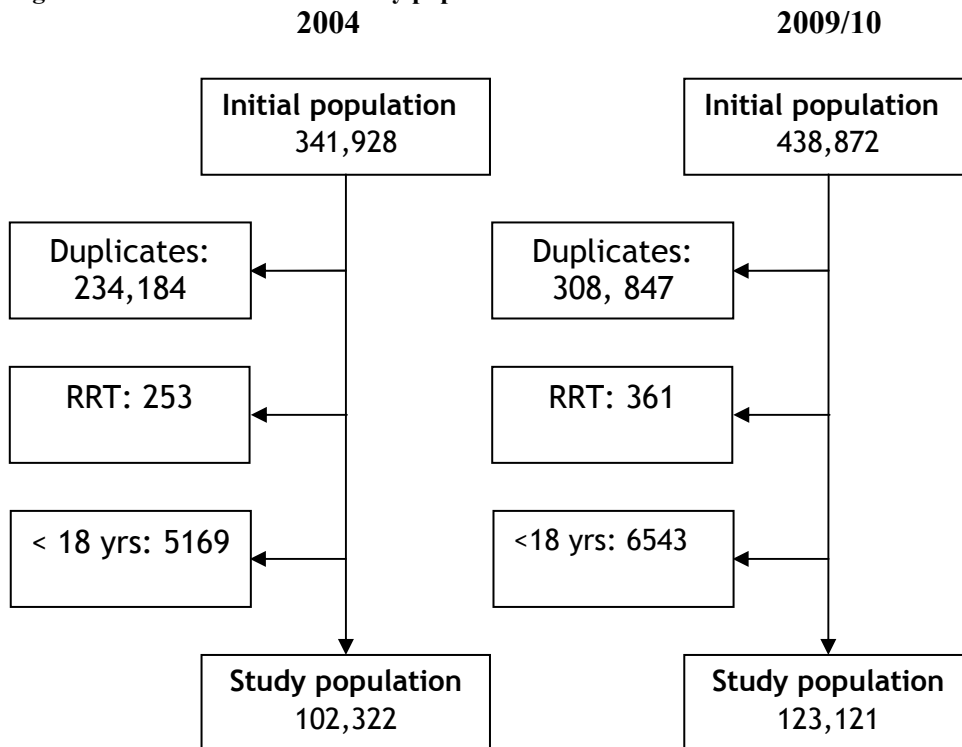 2004
Initial population
341,928
Duplicates:
234,184
RRT: 253
< 18 yrs: 5169
Study population
102,322
2009/10
Initial population
438,872
Duplicates:
308, 847
RRT: 361
<18 yrs: 6543
Study population
123,121